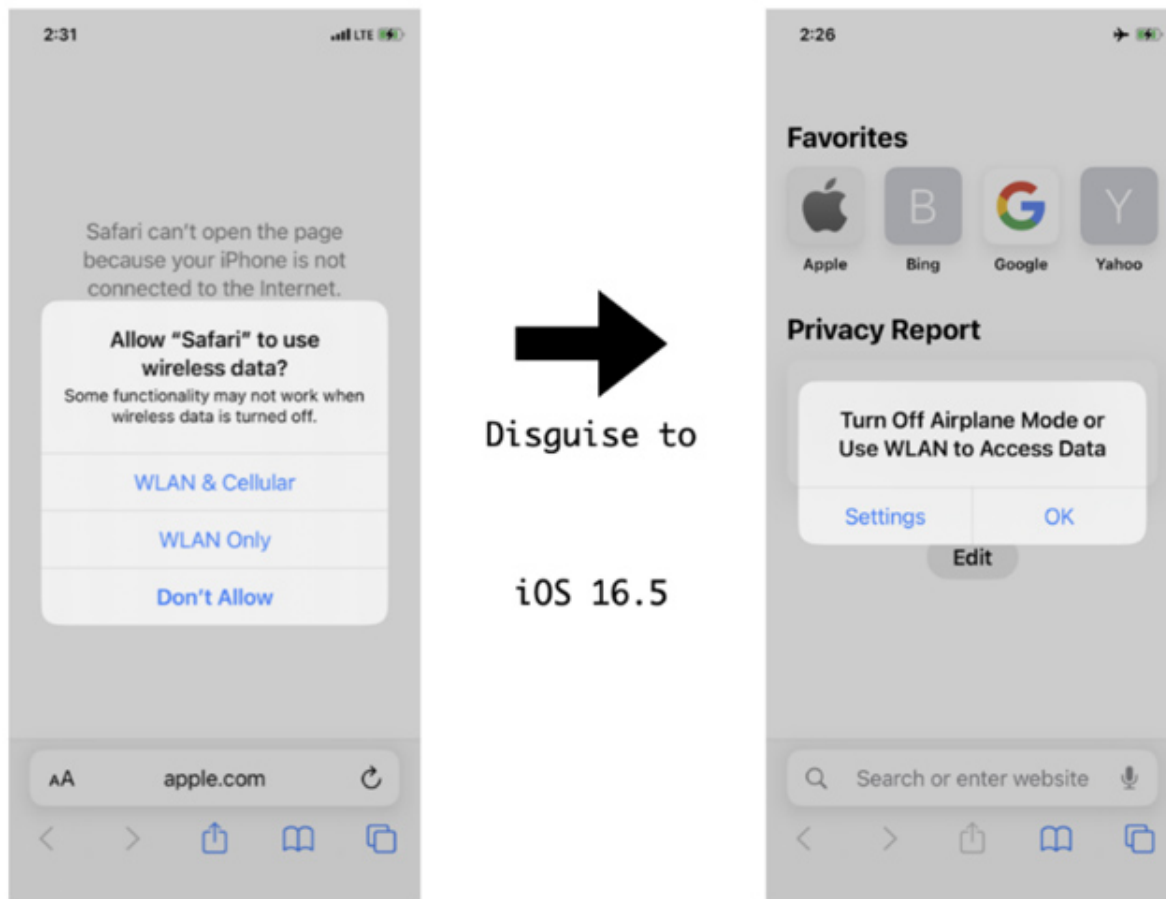 2:31
LTE
Safari can't open the page
because your iPhone is not
connected to the Internet.
Allow “Safari” to use
wireless data?
Some functionality may not work when
wireless data is turned off.
WLAN & Cellular
WLAN Only
Don't Allow
AA apple.com
Disguise to
iOS 16.5
2:26
Favorites
B Y
Apple Bing Google Yahoo
Privacy Report
Turn Off Airplane Mode or
Use WLAN to Access Data
Settings OK
Edit
Search or enter website